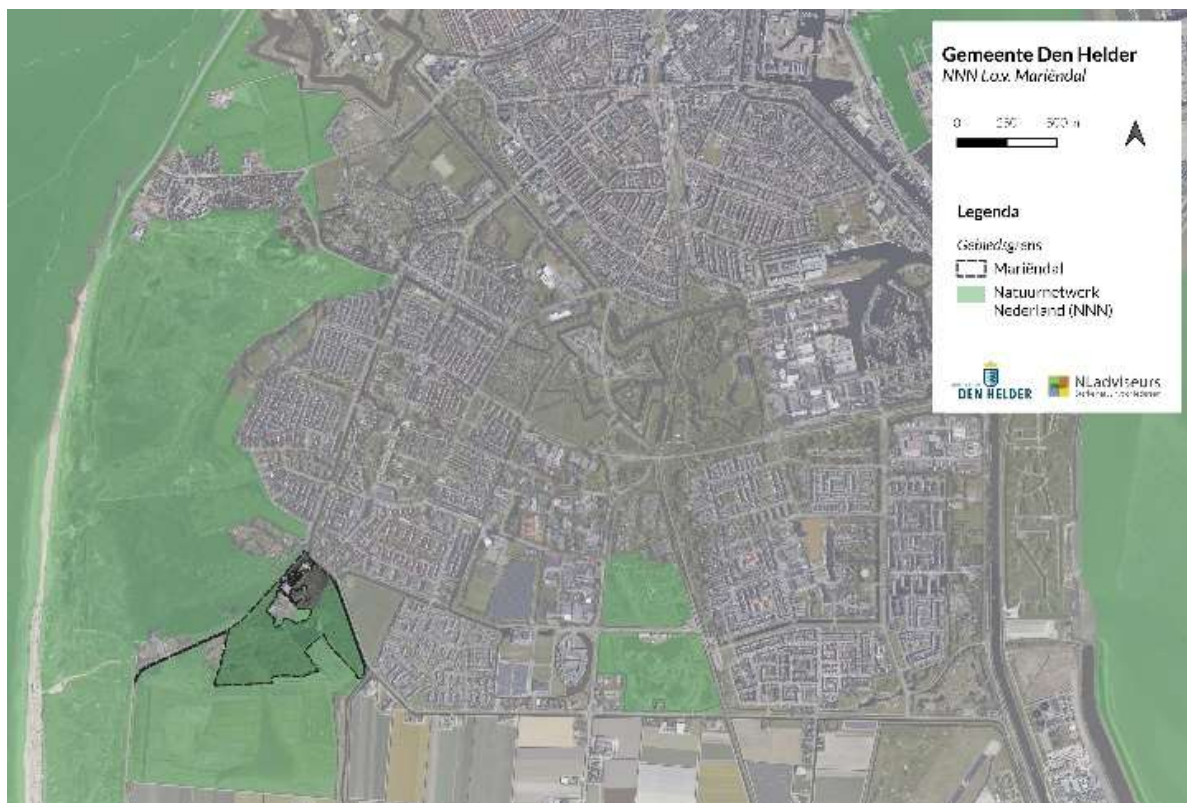 Gemeente Den Helder
NNN t.o.v. Mariëndal
0 250 500 m
Legenda
Gebiedsgrens
Mariëndal
Natuurnetwerk
Nederland (NNN)
DEN HELDER
NLadviseurs